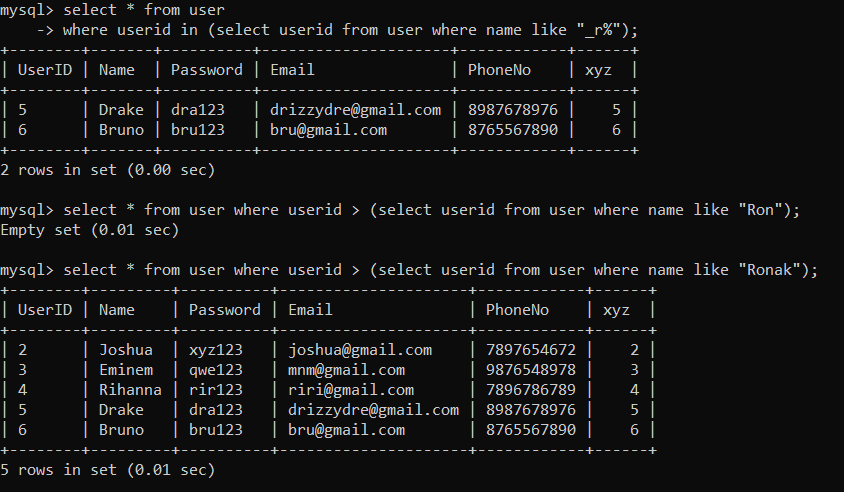 mysql> select * from user
    -> where userid in (select userid from user where name like "_r%");
+--------+-------+----------+---------------------+------------+------+
| UserID | Name  | Password | Email               | PhoneNo    | xyz  |
+--------+-------+----------+---------------------+------------+------+
| 5      | Drake | dra123   | drizzydre@gmail.com | 8987678976 |    5 |
| 6      | Bruno | bru123   | bru@gmail.com       | 8765567890 |    6 |
+--------+-------+----------+---------------------+------------+------+
2 rows in set (0.00 sec)

mysql> select * from user where userid > (select userid from user where name like "Ron");
Empty set (0.01 sec)

mysql> select * from user where userid > (select userid from user where name like "Ronak");
+--------+---------+----------+---------------------+------------+------+
| UserID | Name    | Password | Email               | PhoneNo    | xyz  |
+--------+---------+----------+---------------------+------------+------+
| 2      | Joshua  | xyz123   | joshua@gmail.com    | 7897654672 |    2 |
| 3      | Eminem  | qwe123   | mnm@gmail.com       | 9876548978 |    3 |
| 4      | Rihanna | rir123   | riri@gmail.com      | 7896786789 |    4 |
| 5      | Drake   | dra123   | drizzydre@gmail.com | 8987678976 |    5 |
| 6      | Bruno   | bru123   | bru@gmail.com       | 8765567890 |    6 |
+--------+---------+----------+---------------------+------------+------+
5 rows in set (0.01 sec)